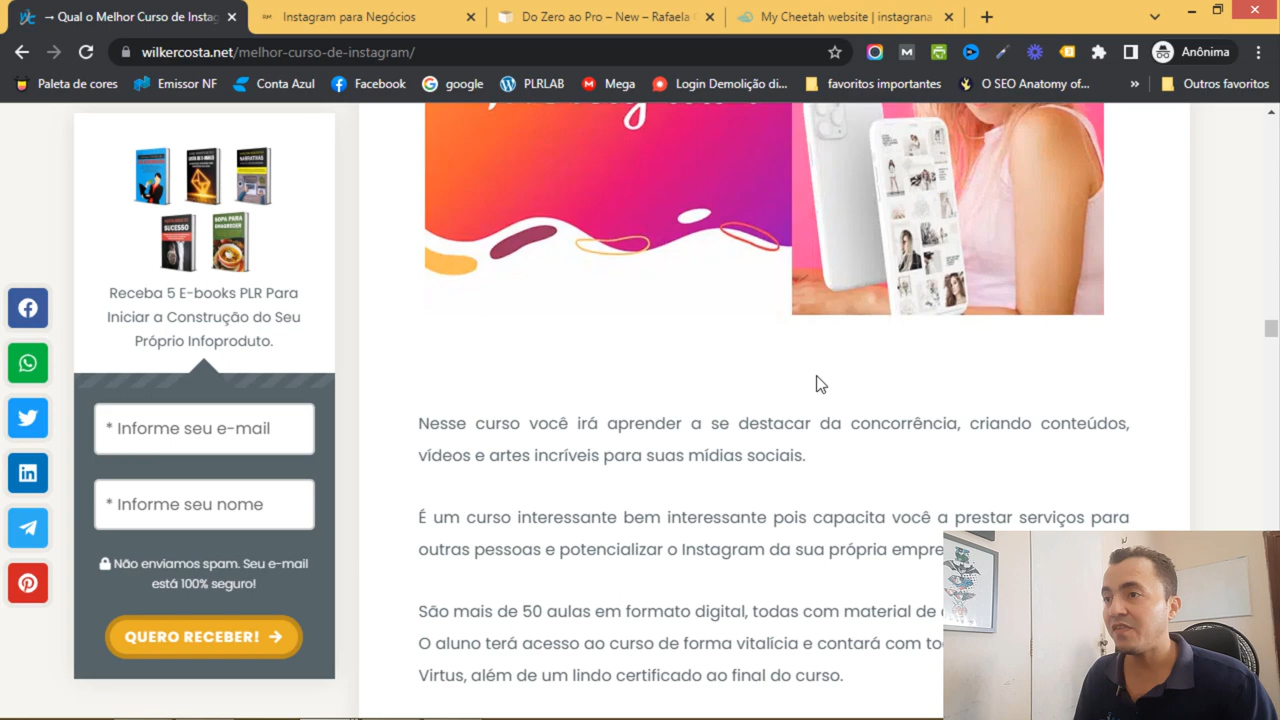 → Qual o Melhor Curso de Instag
Instagram para Negócios
Do Zero ao Pro – New – Rafaela
My Cheetah website | instagrana
wilkercosta.net/melhor-curso-de-instagram/
Anônima
Paleta de cores
Emissor NF
Conta Azul
Facebook
google
PLRLAB
Mega
Login Demolição di...
favoritos importantes
O SEO Anatomy of...
»
Outros favoritos
NARRATIVAS
SUCESSO
SOPA PARA
EMAGRECER
Receba 5 E-books PLR Para
Iniciar a Construção do Seu
Próprio Infoproduto.
* Informe seu e-mail
* Informe seu nome
Não enviamos spam. Seu e-mail
está 100% seguro!
QUERO RECEBER! →
Nesse curso você irá aprender a se destacar da concorrência, criando conteúdos,
vídeos e artes incríveis para suas mídias sociais.
É um curso interessante bem interessante pois capacita você a prestar serviços para
outras pessoas e potencializar o Instagram da sua própria empre
São mais de 50 aulas em formato digital, todas com material de
O aluno terá acesso ao curso de forma vitalícia e contará com to
Virtus, além de um lindo certificado ao final do curso.